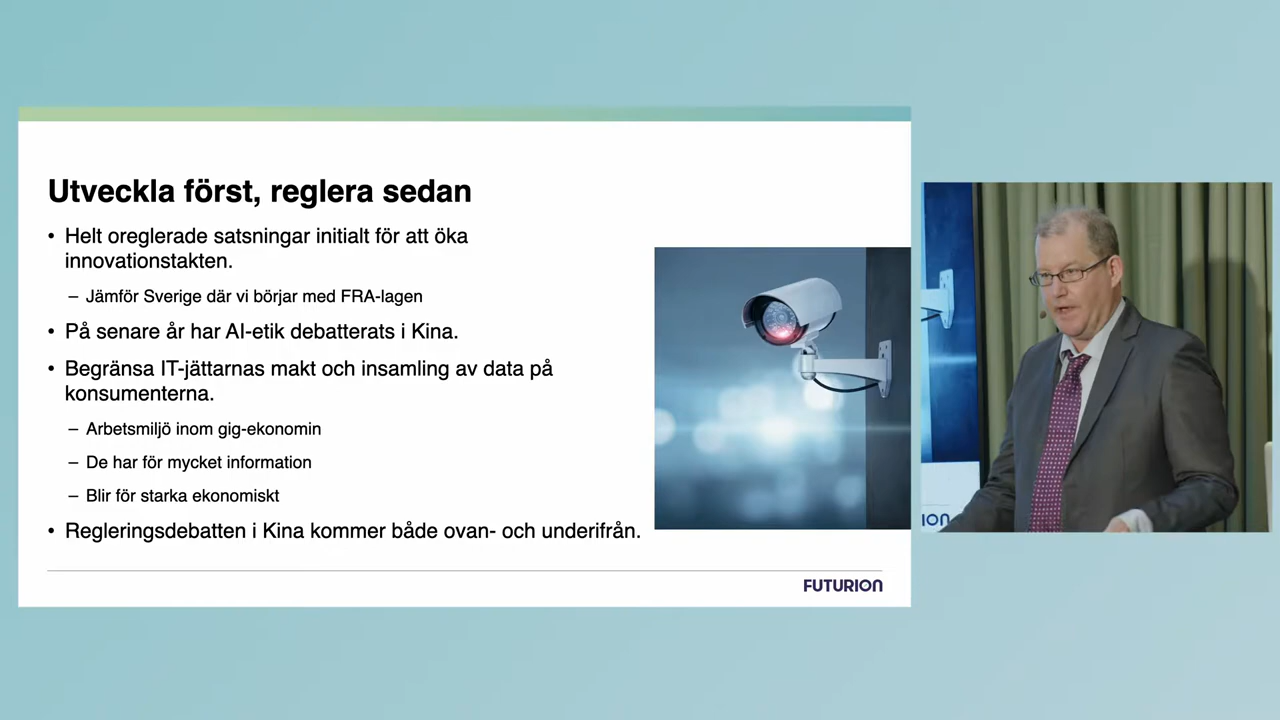 Utveckla först, reglera sedan
• Helt oreglerade satsningar initialt för att öka
innovationstakten.
– Jämför Sverige där vi börjar med FRA-lagen
• På senare år har AI-etik debatterats i Kina.
• Begränsa IT-jättarnas makt och insamling av data på
konsumenterna.
– Arbetsmiljö inom gig-ekonomin
– De har för mycket information
– Blir för starka ekonomiskt
• Regleringsdebatten i Kina kommer både ovan- och underifrån.
FUTURION
ION